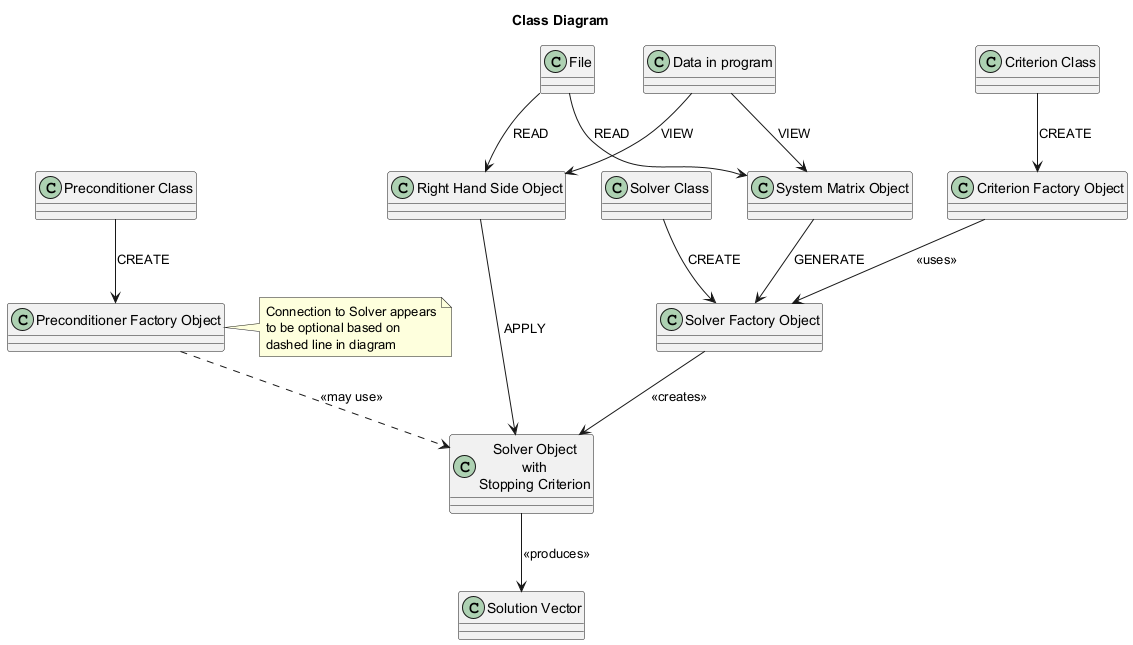 Class Diagram
C File
C Data in program
C Criterion Class
READ
READ
VIEW
VIEW
CREATE
C Preconditioner Class
C Right Hand Side Object
C Solver Class
C System Matrix Object
C Criterion Factory Object
CREATE
CREATE
GENERATE
«uses»
C Preconditioner Factory Object
Connection to Solver appears
to be optional based on
dashed line in diagram
APPLY
C Solver Factory Object
«may use»
«creates»
C Solver Object
with
Stopping Criterion
«produces»
C Solution Vector